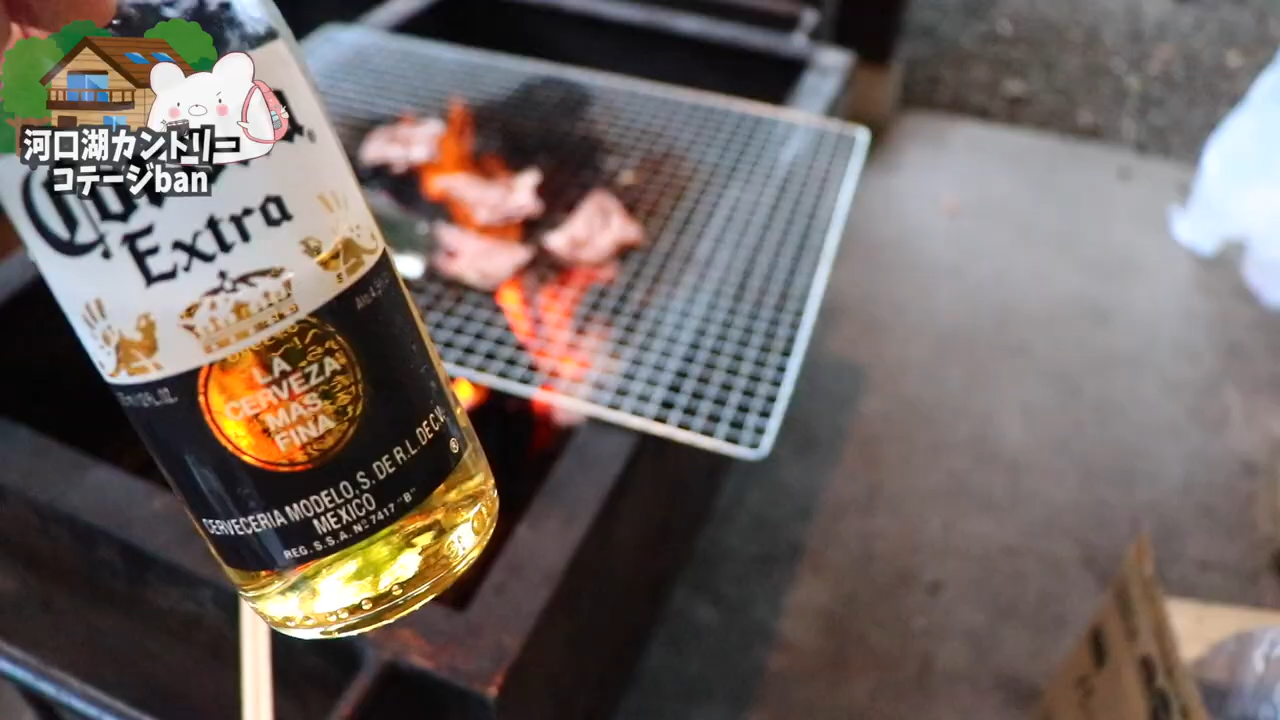 河口湖カントリー
コテージban
Extra
LA
CERVEZA
MAS
FINA
CERVECERIA MODELO, S. DE R.L. DE C.V.
MEXICO
REG. S.S.A. Nº 7417 "B"
®